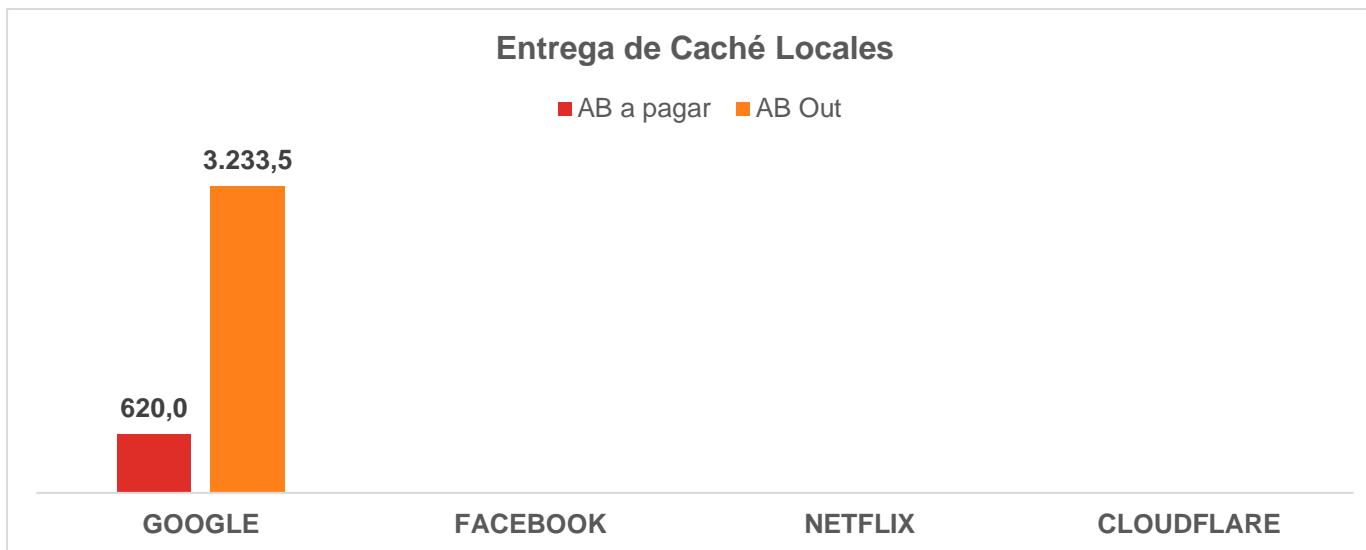 Entrega de Caché Locales
AB a pagar AB Out
3.233,5
620,0
GOOGLE FACEBOOK NETFLIX CLOUDFLARE